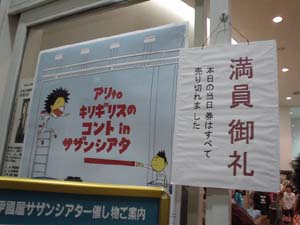 アリto
キリギリスの
コントin
サザンシアタ
満員御礼
本日の当日券はすべて
売り切れました
伊國屋サザンシアター催し物ご案内